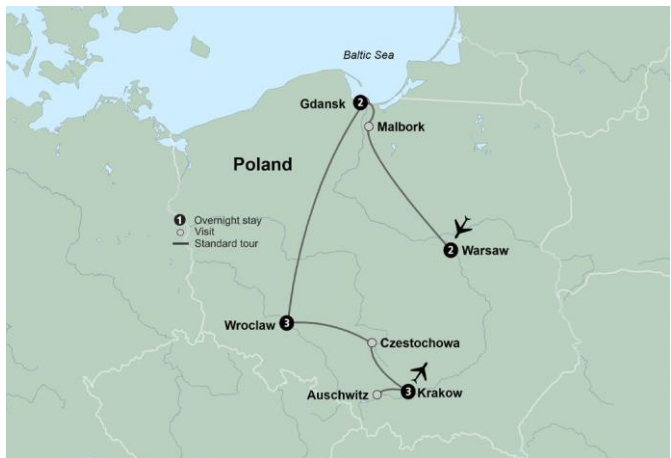 Baltic Sea
Gdansk 2
Malbork
Poland
1 Overnight stay
Visit
Standard tour
2 Warsaw
Wroclaw 3
Czestochowa
Auschwitz
3 Krakow